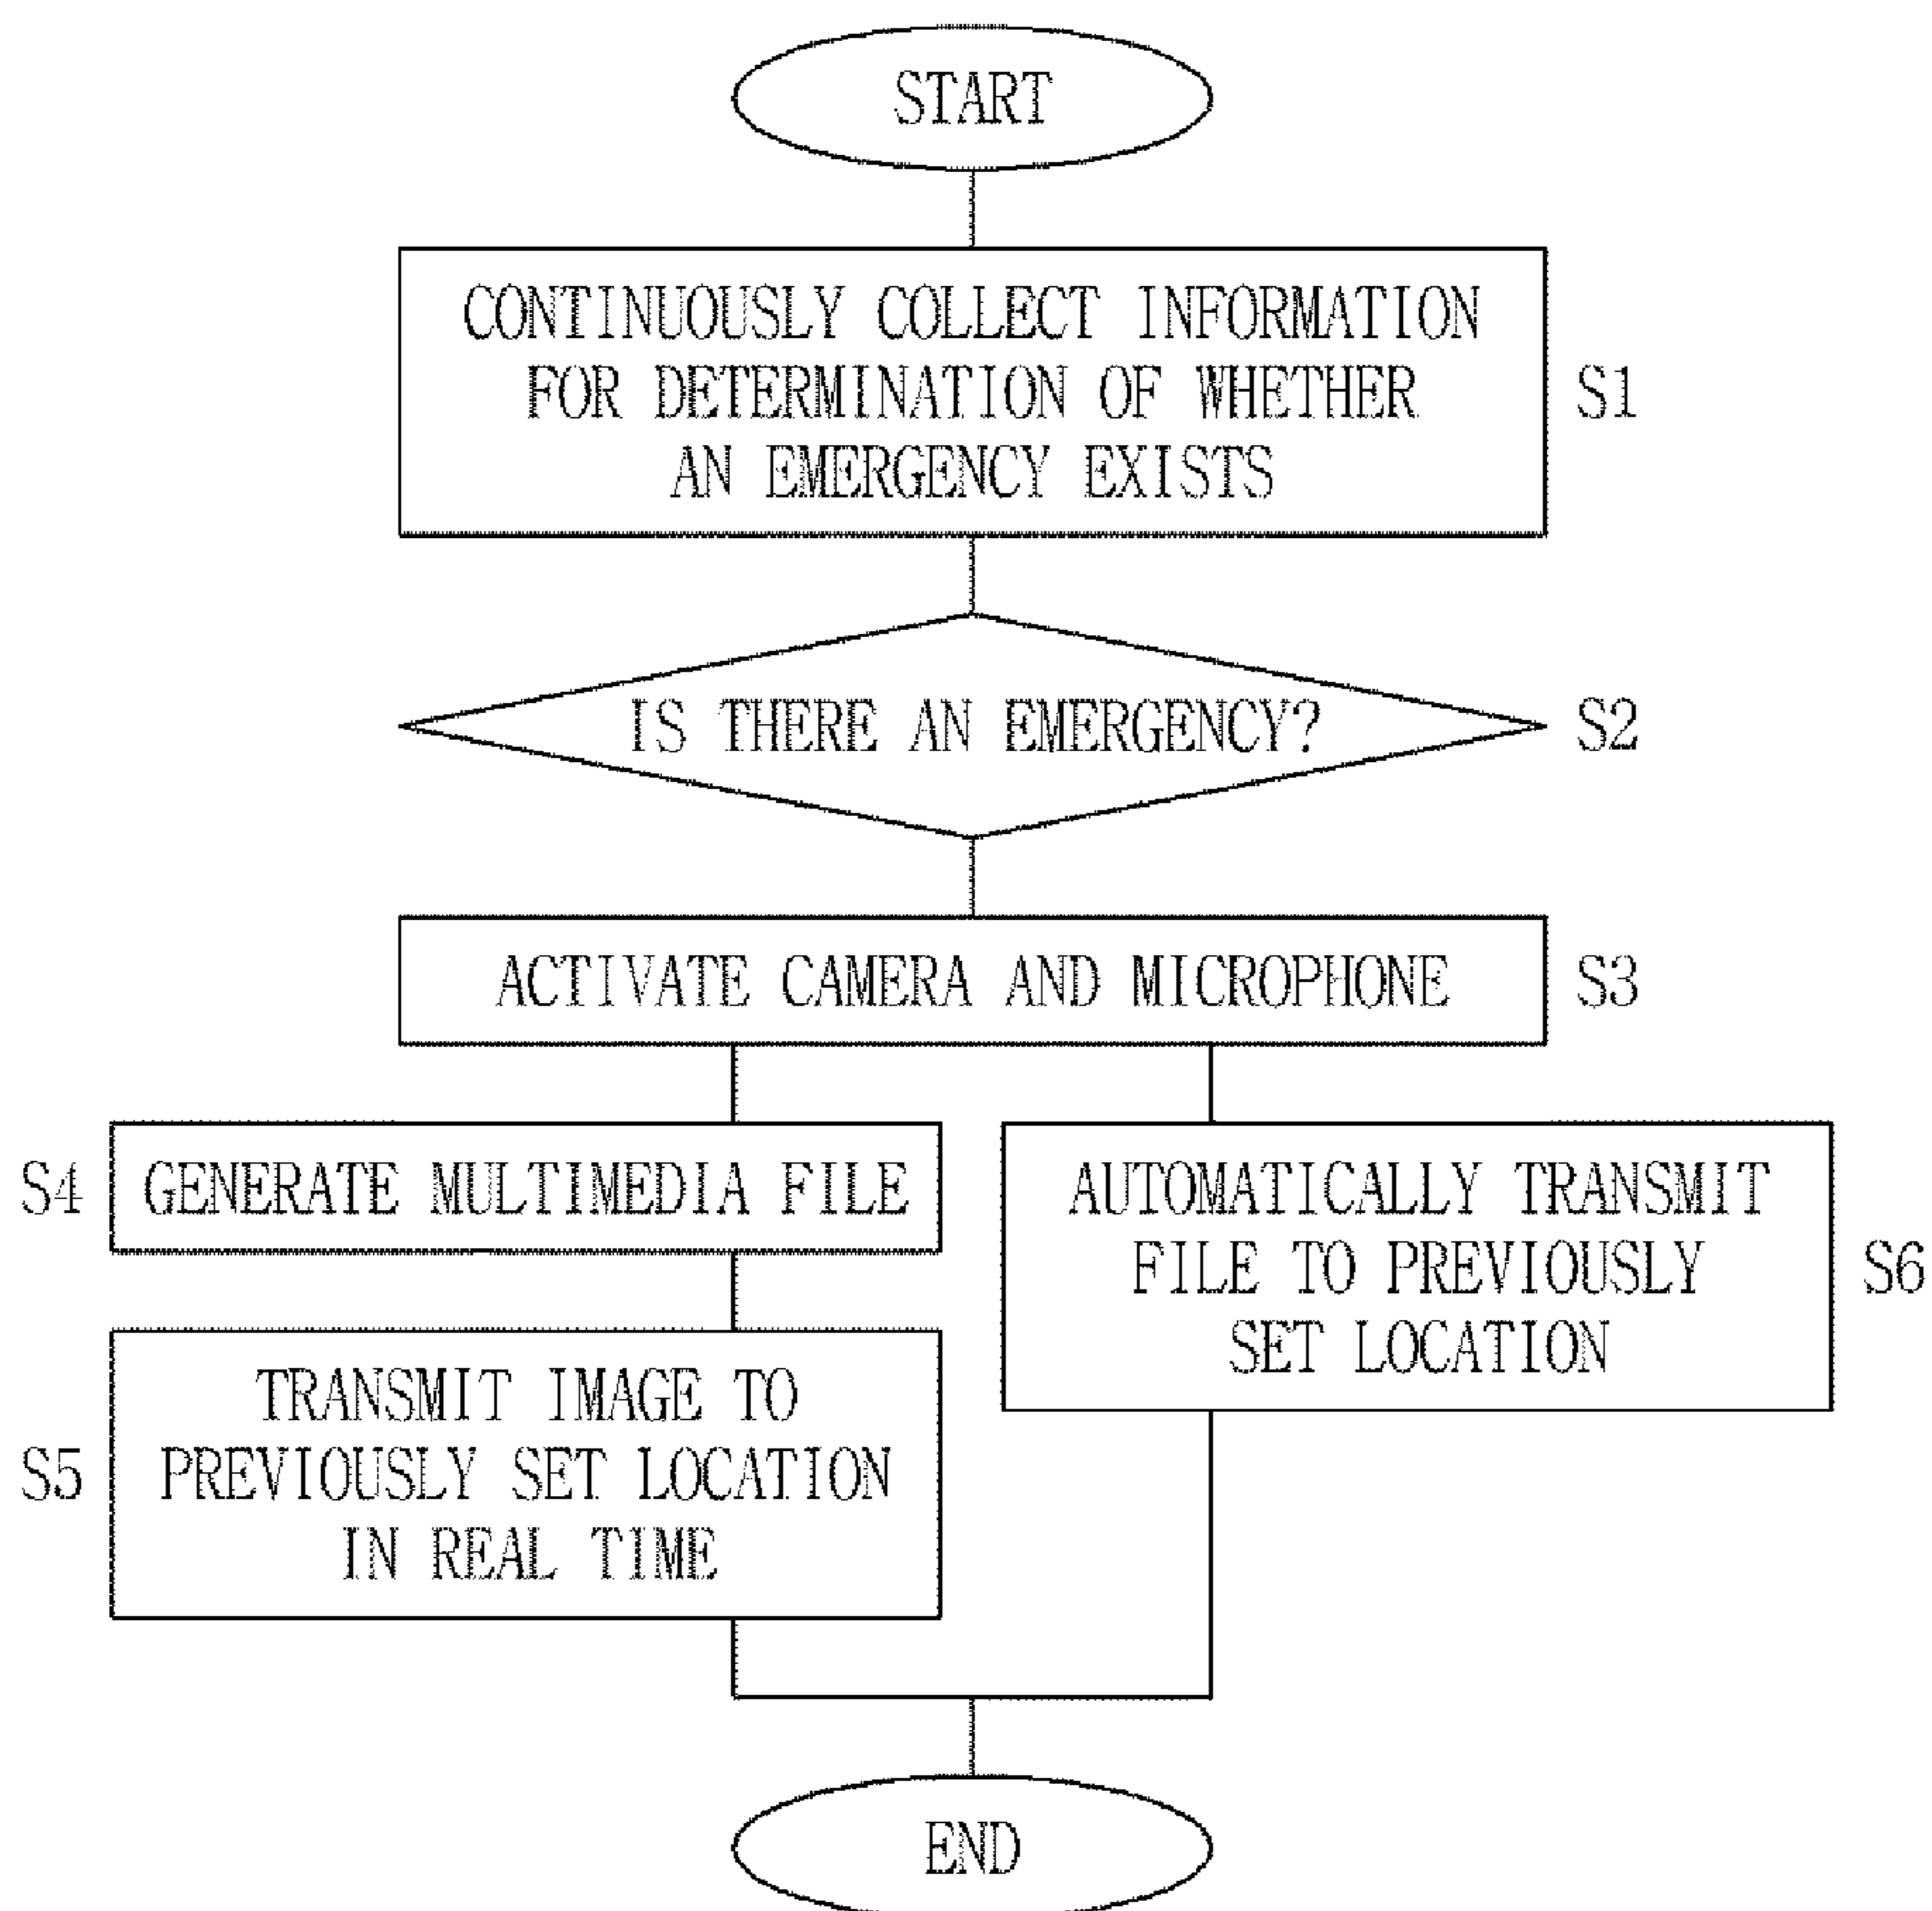 START
CONTINUOUSLY COLLECT INFORMATION
FOR DETERMINATION OF WHETHER
AN EMERGENCY EXISTS
S1
IS THERE AN EMERGENCY?
S2
ACTIVATE CAMERA AND MICROPHONE
S3
S4
GENERATE MULTIMEDIA FILE
S5
TRANSMIT IMAGE TO
PREVIOUSLY SET LOCATION
IN REAL TIME
AUTOMATICALLY TRANSMIT
FILE TO PREVIOUSLY
SET LOCATION
S6
END